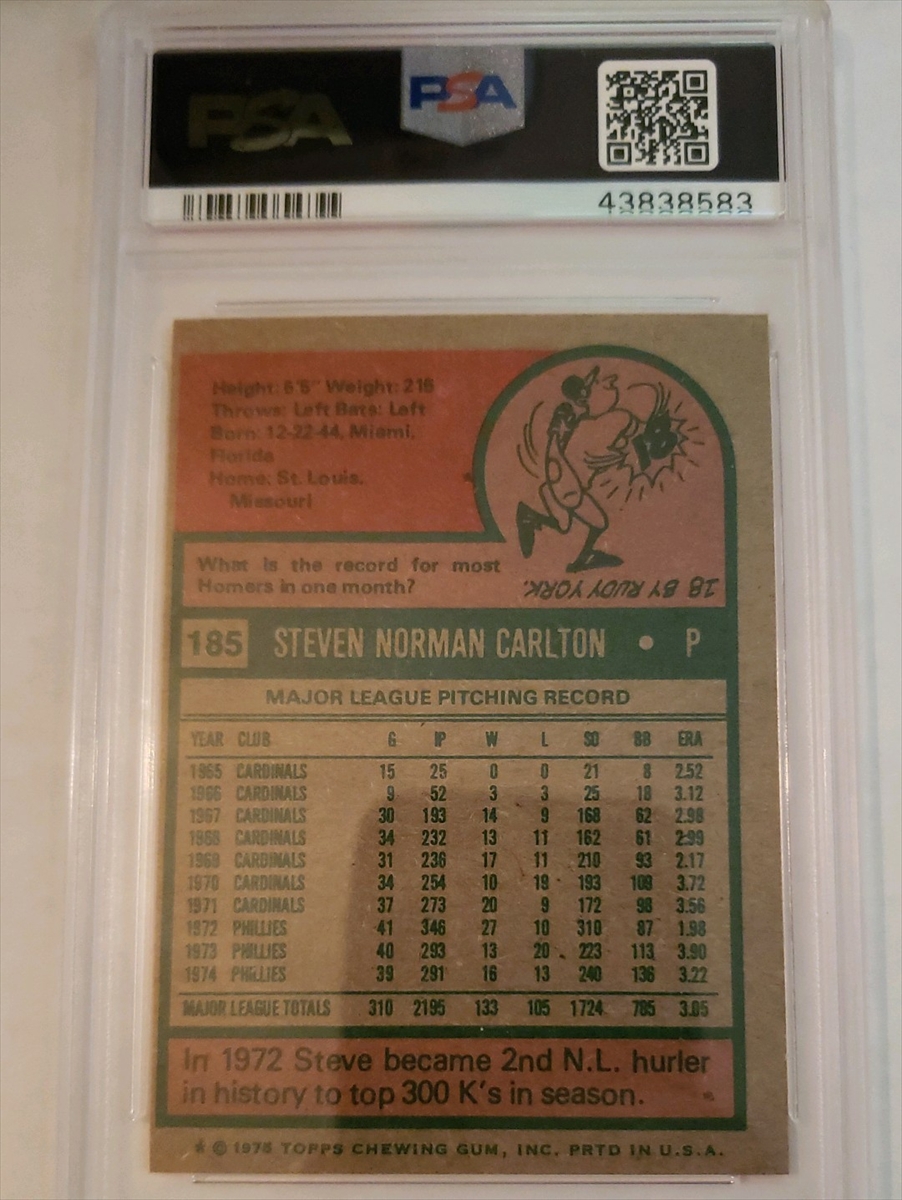 PSA
PSA
43838583
Height: 6'5" Weight: 215
Throws: Left Bats: Left
Born: 12-22-44, Miami,
Florida
Home: St. Louis,
Missouri
18
What is the record for most
Homers in one month?
18 BY RUDY YORK.
185 STEVEN NORMAN CARLTON • P
MAJOR LEAGUE PITCHING RECORD
YEAR CLUB G IP W L SO BB ERA
1965 CARDINALS 15 25 0 0 21 8 2.52
1966 CARDINALS 9 52 3 3 25 18 3.12
1967 CARDINALS 30 193 14 9 168 62 2.98
1968 CARDINALS 34 232 13 11 162 61 2.99
1969 CARDINALS 31 236 17 11 210 93 2.17
1970 CARDINALS 34 254 10 19 193 109 3.72
1971 CARDINALS 37 273 20 9 172 98 3.56
1972 PHILLIES 41 346 27 10 310 87 1.98
1973 PHILLIES 40 293 13 20 223 113 3.90
1974 PHILLIES 39 291 16 13 240 136 3.22
MAJOR LEAGUE TOTALS 310 2195 133 105 1724 785 3.05
In 1972 Steve became 2nd N.L. hurler
in history to top 300 K's in season.
* © 1975 TOPPS CHEWING GUM, INC. PRTD IN U.S.A.